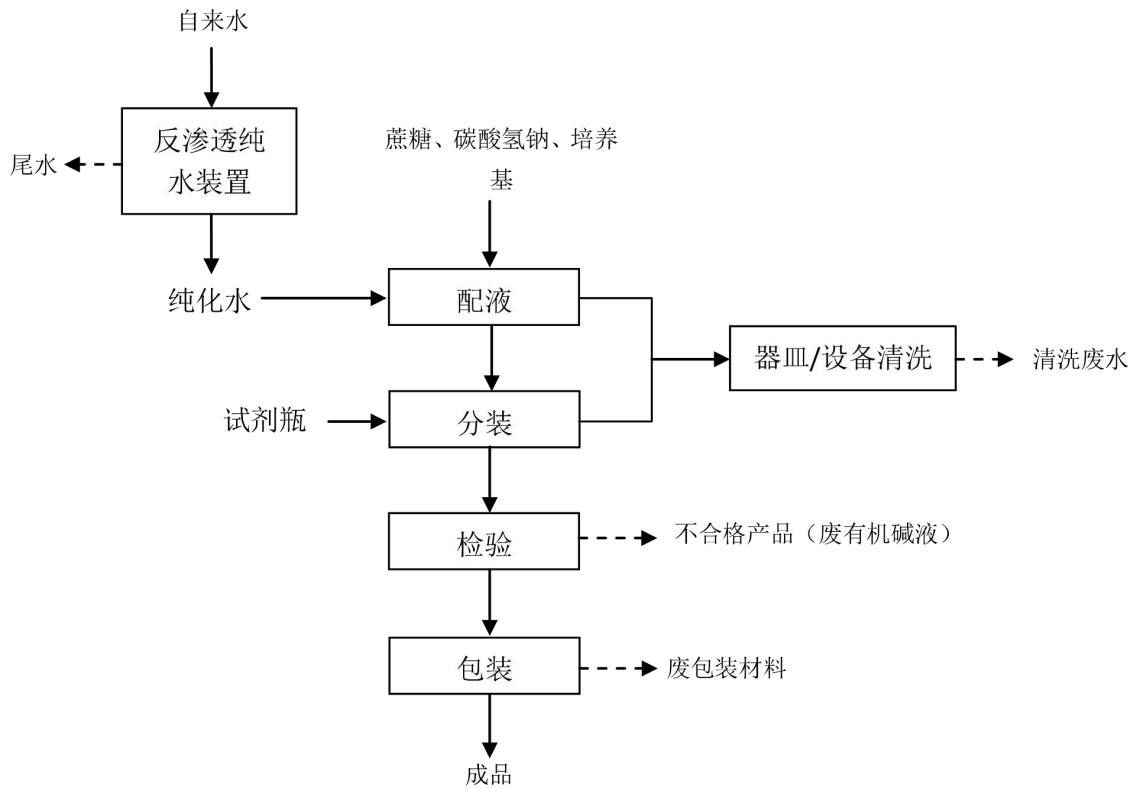 自来水
反渗透纯
水装置
尾水
蔗糖、碳酸氢钠、培养
基
纯化水
配液
器皿/设备清洗
清洗废水
试剂瓶
分装
检验
不合格产品（废有机碱液）
包装
废包装材料
成品